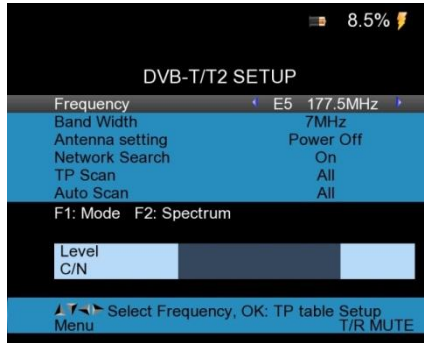 8.5%
DVB-T/T2 SETUP
Frequency E5 177.5MHz
Band Width 7MHz
Antenna setting Power Off
Network Search On
TP Scan All
Auto Scan All
F1: Mode F2: Spectrum
Level
C/N
Select Frequency, OK: TP table Setup
Menu T/R MUTE